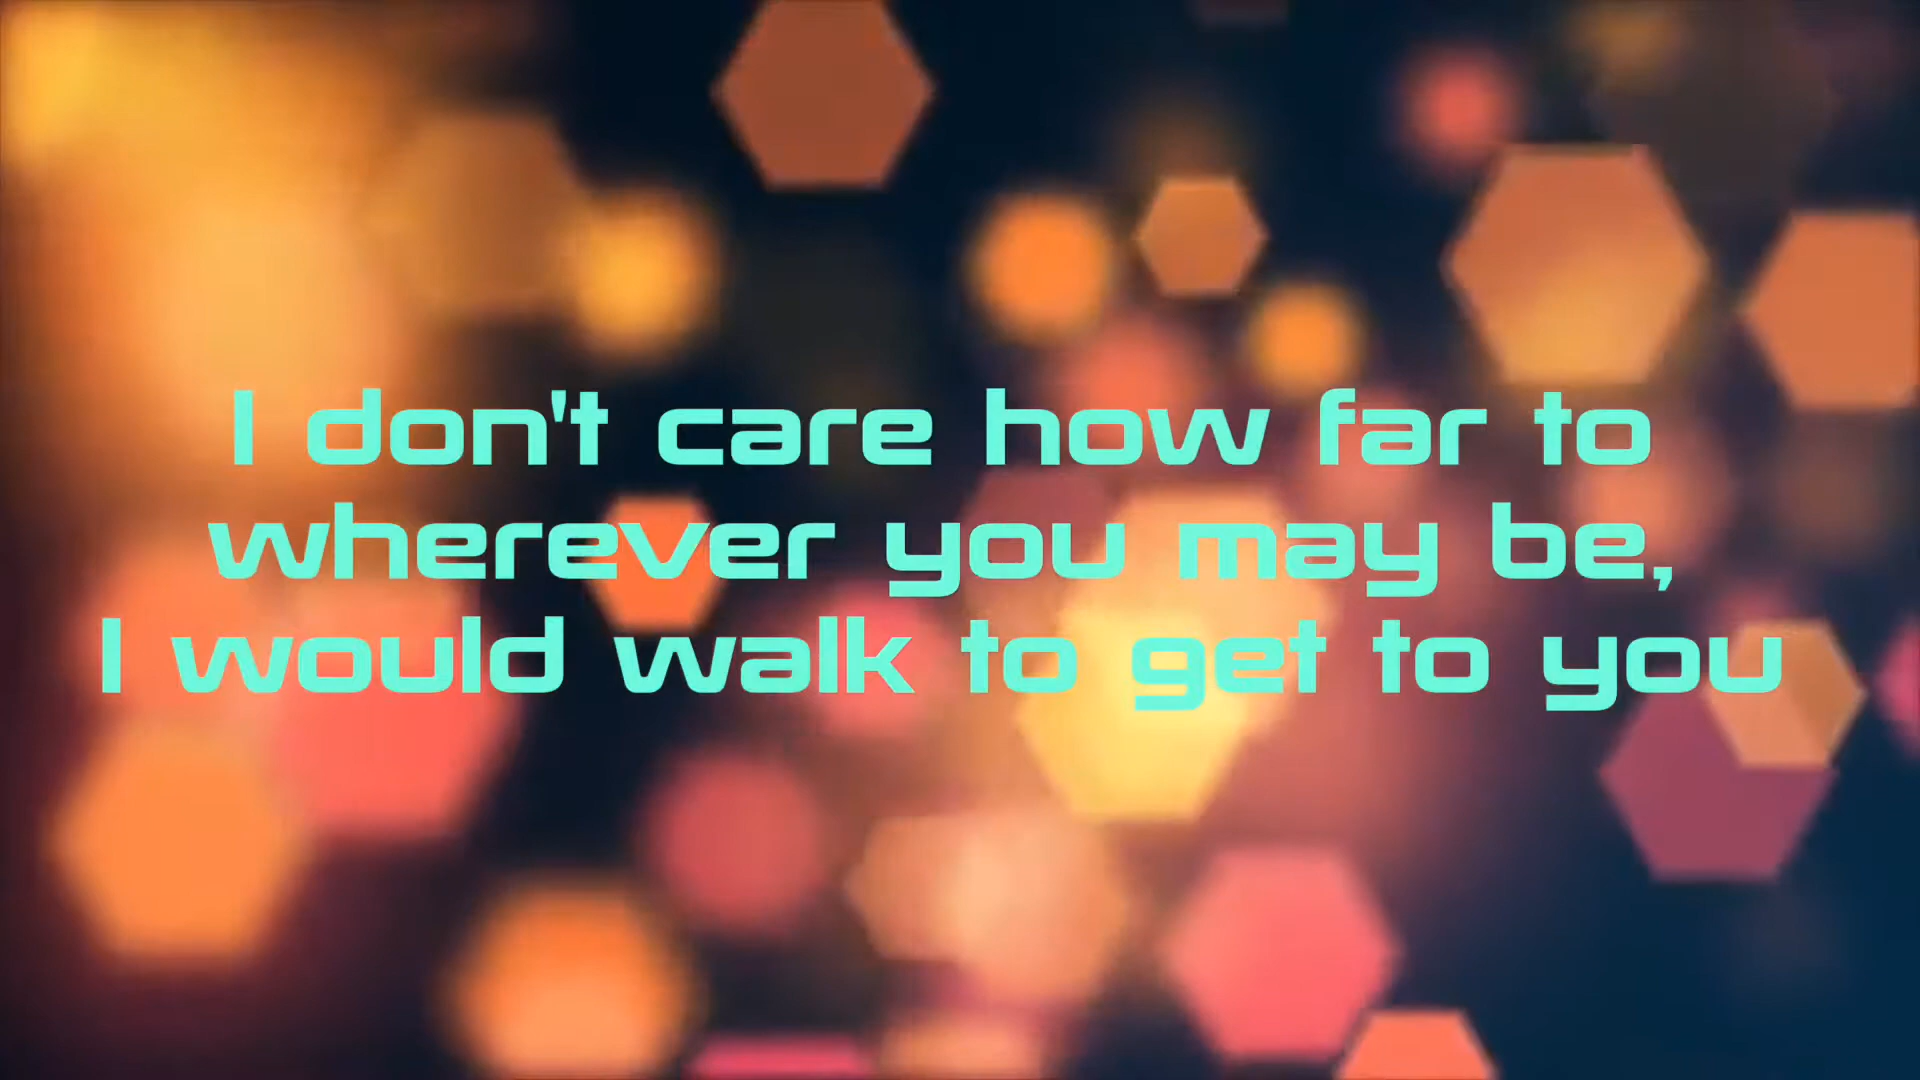 I don't care how far to
wherever you may be,
I would walk to get to you